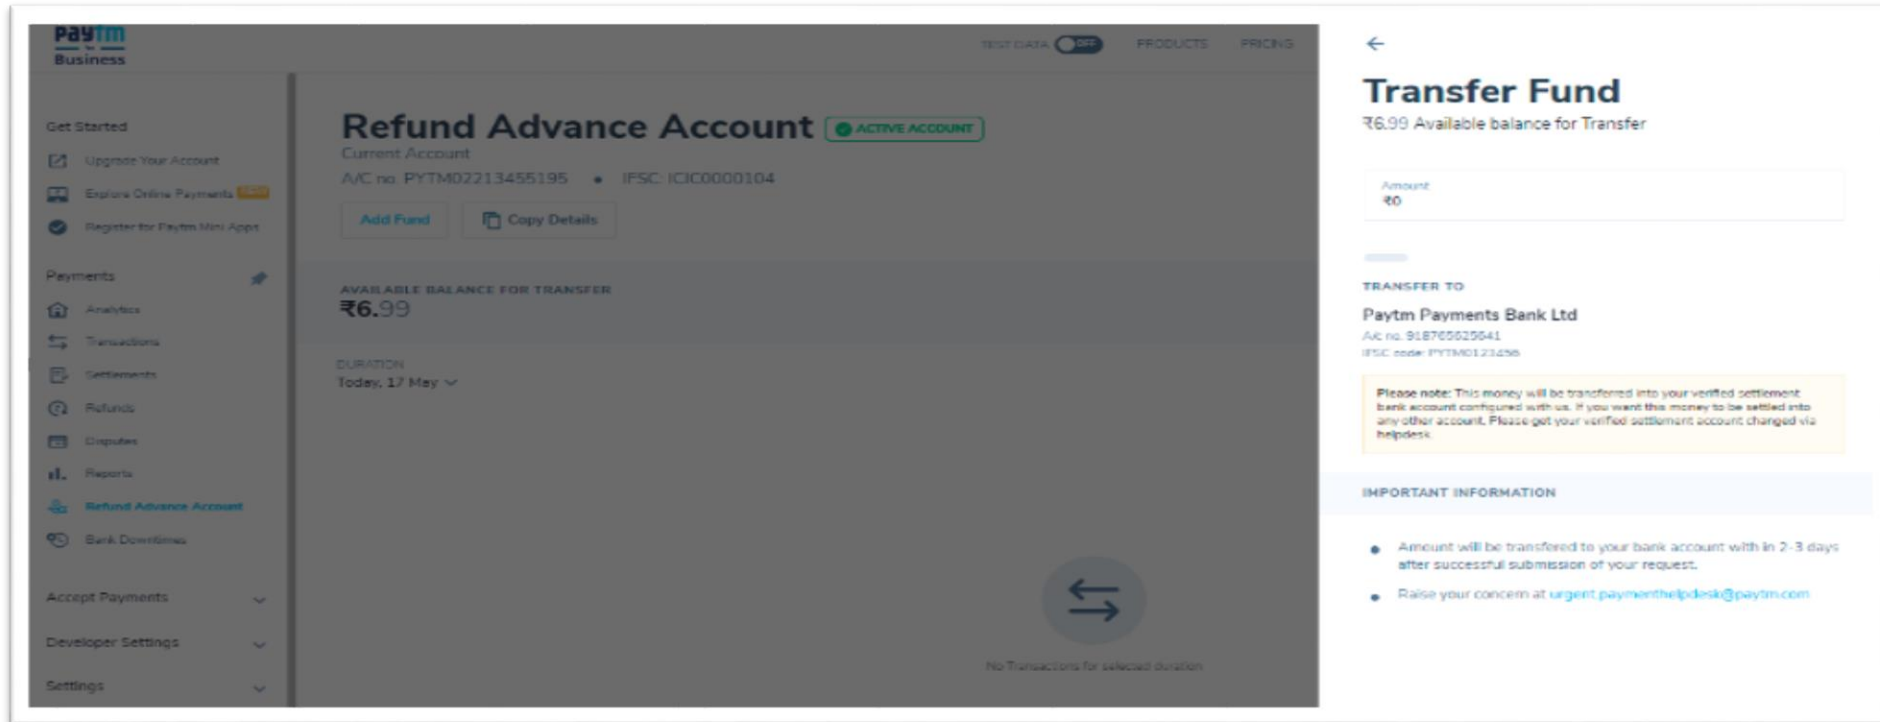 paytm
for
Business
TEST DATA OFF PRODUCTS PRICING
Get Started
Upgrade Your Account
Explore Online Payments NEW
Register for Paytm Mini Apps
Payments
Analytics
Transactions
Settlements
Refunds
Disputes
Reports
Refund Advance Account
Bank Downtimes
Accept Payments
Developer Settings
Settings
Refund Advance Account ACTIVE ACCOUNT
Current Account
A/C no. PYTM02213455195 • IFSC: ICIC0000104
Add Fund Copy Details
AVAILABLE BALANCE FOR TRANSFER
₹6.99
DURATION
Today, 17 May
No Transactions for selected duration
Transfer Fund
₹6.99 Available balance for Transfer
Amount
₹0
TRANSFER TO
Paytm Payments Bank Ltd
A/c no. 918765625641
IFSC code: PYTM0123456
Please note: This money will be transferred into your verified settlement
bank account configured with us. If you want this money to be settled into
any other account, Please get your verified settlement account changed via
helpdesk.
IMPORTANT INFORMATION
• Amount will be transfered to your bank account with in 2-3 days
after successful submission of your request.
• Raise your concern at urgent.paymenthelpdesk@paytm.com